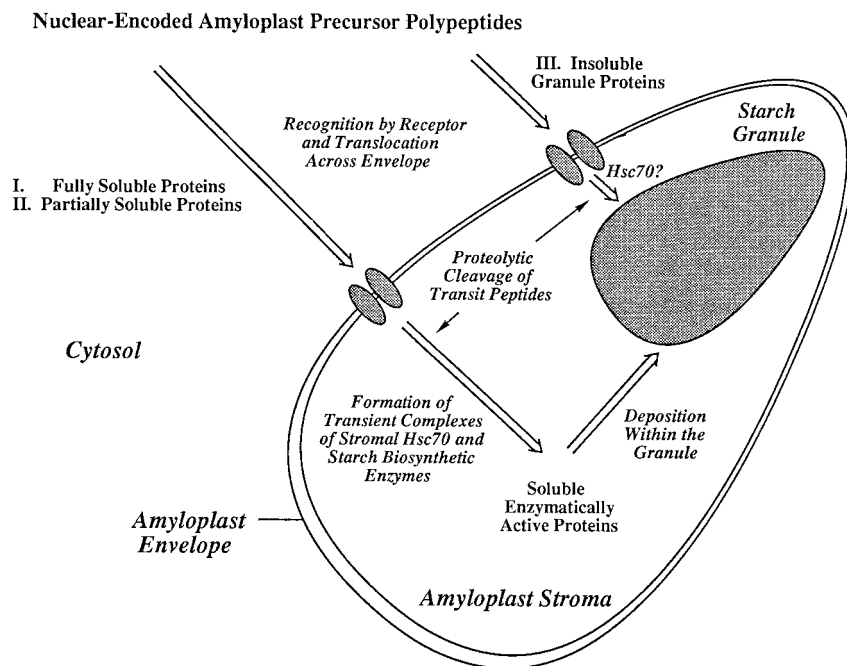 Nuclear-Encoded Amyloplast Precursor Polypeptides
III. Insoluble
Granule Proteins
Recognition by Receptor
and Translocation
Across Envelope
Starch
Granule
Hsc70?
I. Fully Soluble Proteins
II. Partially Soluble Proteins
Proteolytic
Cleavage of
Transit Peptides
Cytosol
Formation of
Transient Complexes
of Stromal Hsc70 and
Starch Biosynthetic
Enzymes
Deposition
Within the
Granule
Soluble
Enzymatically
Active Proteins
Amyloplast
Envelope
Amyloplast Stroma